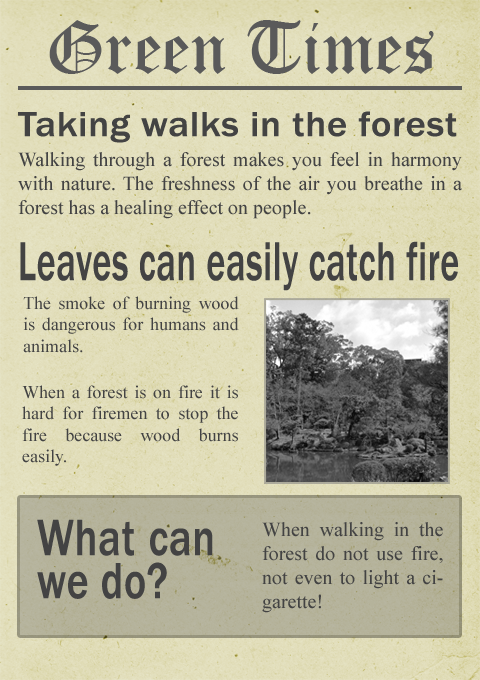 Green Times
Taking walks in the forest
Walking through a forest makes you feel in harmony
with nature. The freshness of the air you breathe in a
forest has a healing effect on people.
Leaves can easily catch fire
The smoke of burning wood
is dangerous for humans and
animals.
When a forest is on fire it is
hard for firemen to stop the
fire because wood burns
easily.
What can
we do?
When walking in the
forest do not use fire,
not even to light a ci-
garette!